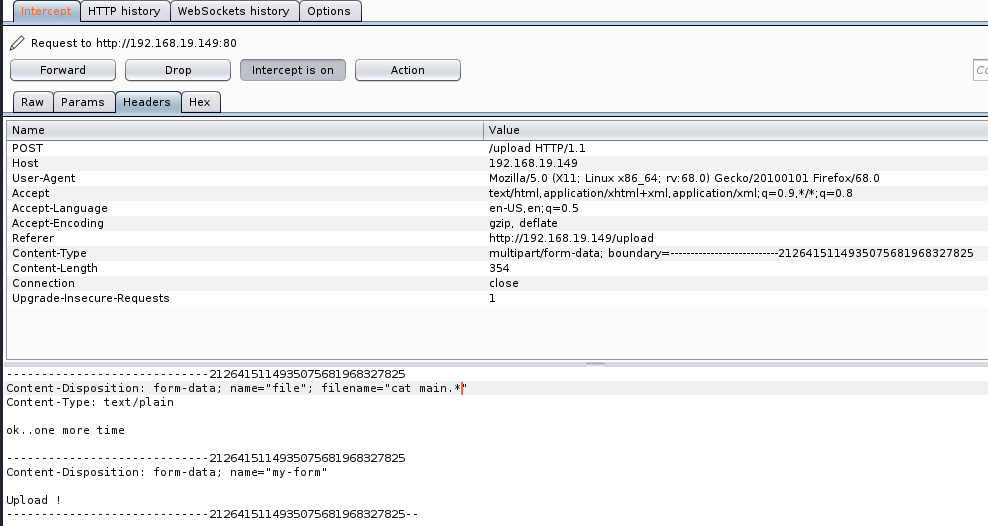 Intercept HTTP history WebSockets history Options
Request to http://192.168.19.149:80
Forward Drop Intercept is on Action
Raw Params Headers Hex
Name Value
POST /upload HTTP/1.1
Host 192.168.19.149
User-Agent Mozilla/5.0 (X11; Linux x86_64; rv:68.0) Gecko/20100101 Firefox/68.0
Accept text/html,application/xhtml+xml,application/xml;q=0.9,*/*;q=0.8
Accept-Language en-US,en;q=0.5
Accept-Encoding gzip, deflate
Referer http://192.168.19.149/upload
Content-Type multipart/form-data; boundary=---------------------------2126415114935075681968327825
Content-Length 354
Connection close
Upgrade-Insecure-Requests 1
-----------------------------2126415114935075681968327825
Content-Disposition: form-data; name="file"; filename="cat main.*"
Content-Type: text/plain
ok..one more time
-----------------------------2126415114935075681968327825
Content-Disposition: form-data; name="my-form"
Upload !
-----------------------------2126415114935075681968327825--